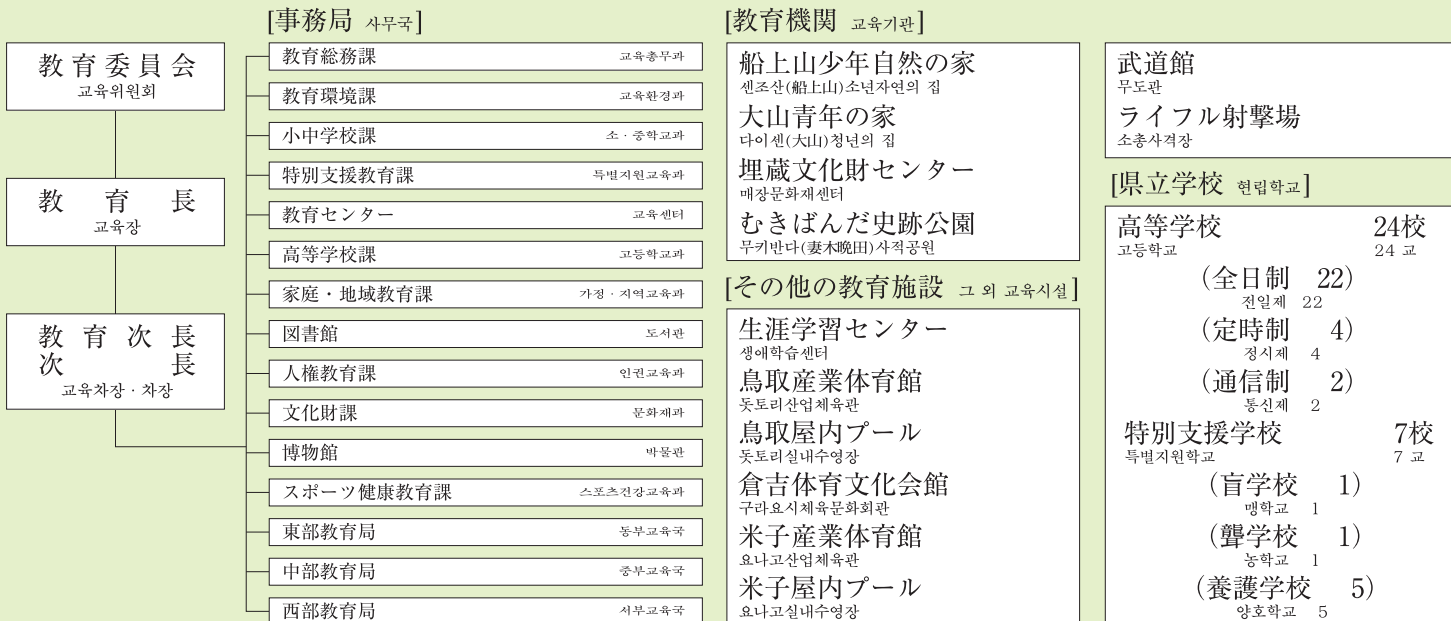 教育委員会
교육위원회
教育長
교육장
教育次長
次長
교육차장 · 차장
[事務局 사무국]
教育総務課 교육총무과
教育環境課 교육환경과
小中学校課 소 · 중학교과
特別支援教育課 특별지원교육과
教育センター 교육센터
高等学校課 고등학교과
家庭・地域教育課 가정 · 지역교육과
図書館 도서관
人権教育課 인권교육과
文化財課 문화재과
博物館 박물관
スポーツ健康教育課 스포츠건강교육과
東部教育局 동부교육국
中部教育局 중부교육국
西部教育局 서부교육국
[教育機関 교육기관]
船上山少年自然の家
센조산(船上山)소년자연의 집
大山青年の家
다이센(大山)청년의 집
埋蔵文化財センター
매장문화재센터
むきばんだ史跡公園
무키반다(妻木晩田)사적공원
[その他の教育施設 그 외 교육시설]
生涯学習センター
생애학습센터
鳥取産業体育館
돗토리산업체육관
鳥取屋内プール
돗토리실내수영장
倉吉体育文化会館
구라요시체육문화회관
米子産業体育館
요나고산업체육관
米子屋内プール
요나고실내수영장
武道館
무도관
ライフル射撃場
소총사격장
[県立学校 현립학교]
高等学校 24校
고등학교 24 교
(全日制 22)
전일제 22
(定時制 4)
정시제 4
(通信制 2)
통신제 2
特別支援学校 7校
특별지원학교 7 교
(盲学校 1)
맹학교 1
(聾学校 1)
농학교 1
(養護学校 5)
양호학교 5